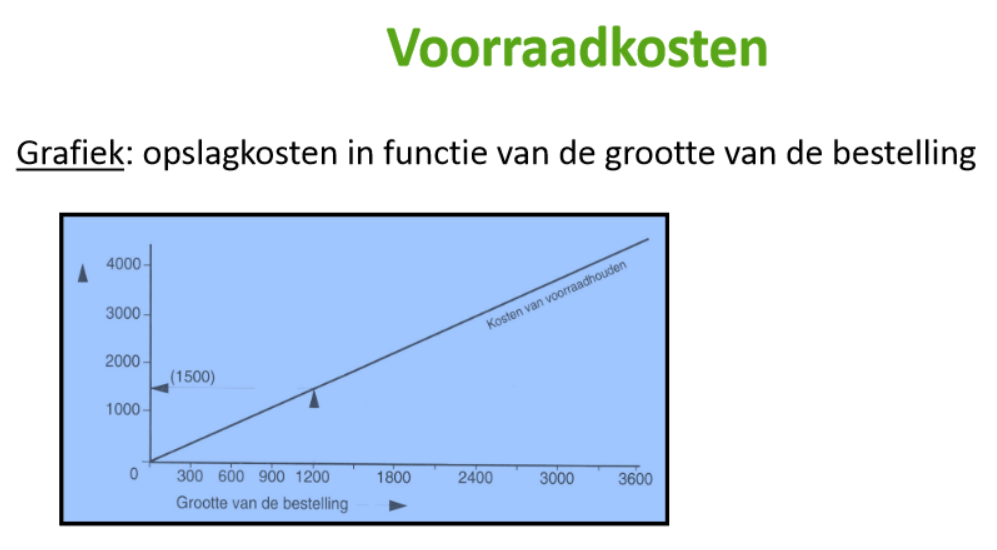 Voorraadkosten
Grafiek: opslagkosten in functie van de grootte van de bestelling
4000
3000
2000
(1500)
1000
Kosten van voorraadhouden
0
300 600 900 1200 1800 2400 3000 3600
Grootte van de bestelling